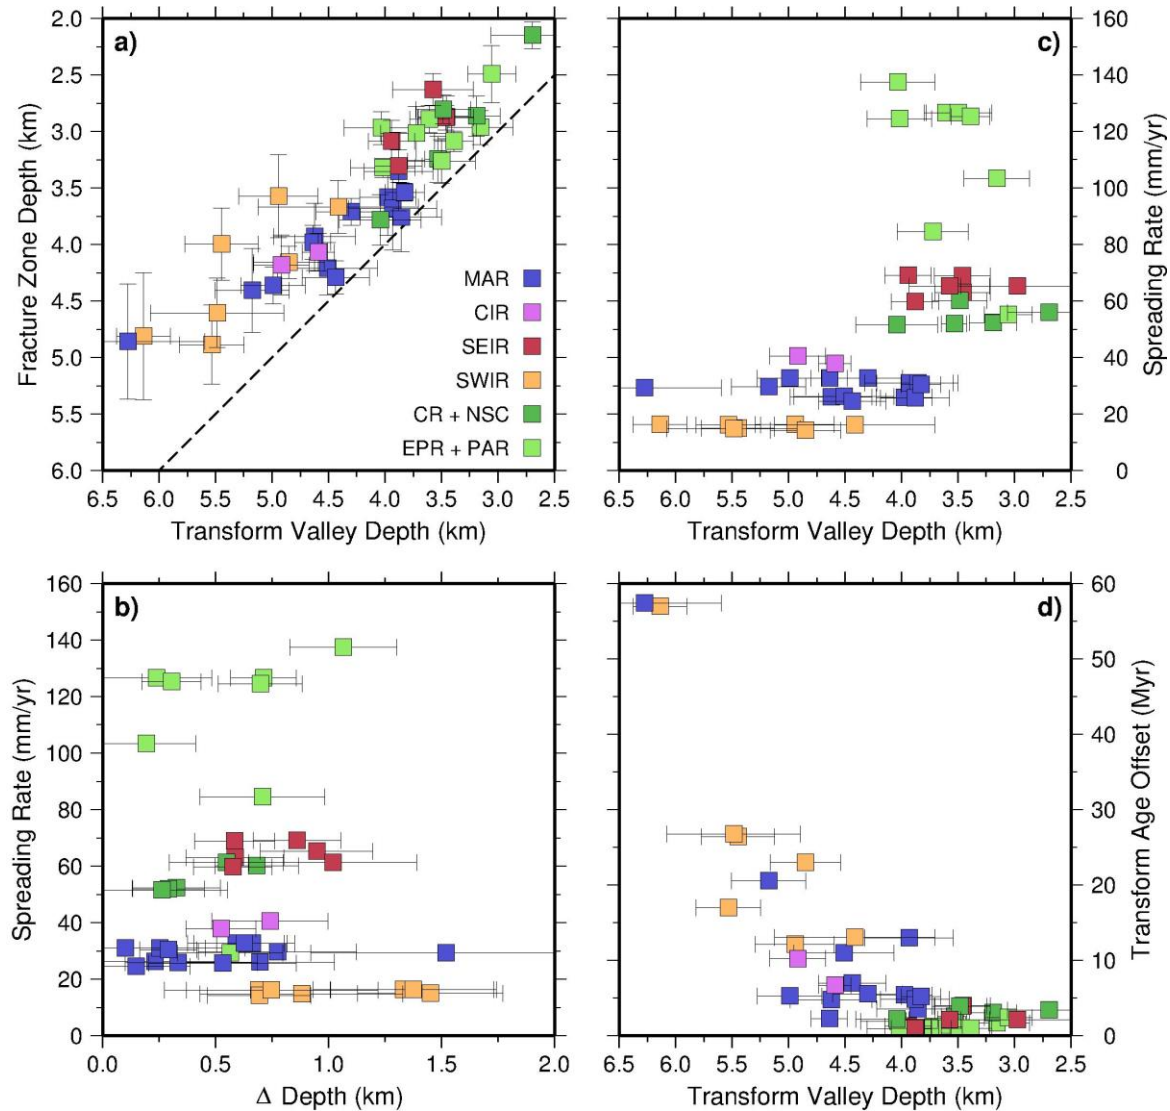 a)
Fracture Zone Depth (km)
2.0
2.5
3.0
3.5
4.0
4.5
5.0
5.5
6.0
MAR
CIR
SEIR
SWIR
CR + NSC
EPR + PAR
6.5 6.0 5.5 5.0 4.5 4.0 3.5 3.0 2.5
Transform Valley Depth (km)
c)
160
140
120
100
80
60
40
20
0
Spreading Rate (mm/yr)
6.5 6.0 5.5 5.0 4.5 4.0 3.5 3.0 2.5
Transform Valley Depth (km)
b)
Spreading Rate (mm/yr)
160
140
120
100
80
60
40
20
0
0.0 0.5 1.0 1.5 2.0
Δ Depth (km)
d)
60
50
40
30
20
10
0
Transform Age Offset (Myr)
6.5 6.0 5.5 5.0 4.5 4.0 3.5 3.0 2.5
Transform Valley Depth (km)